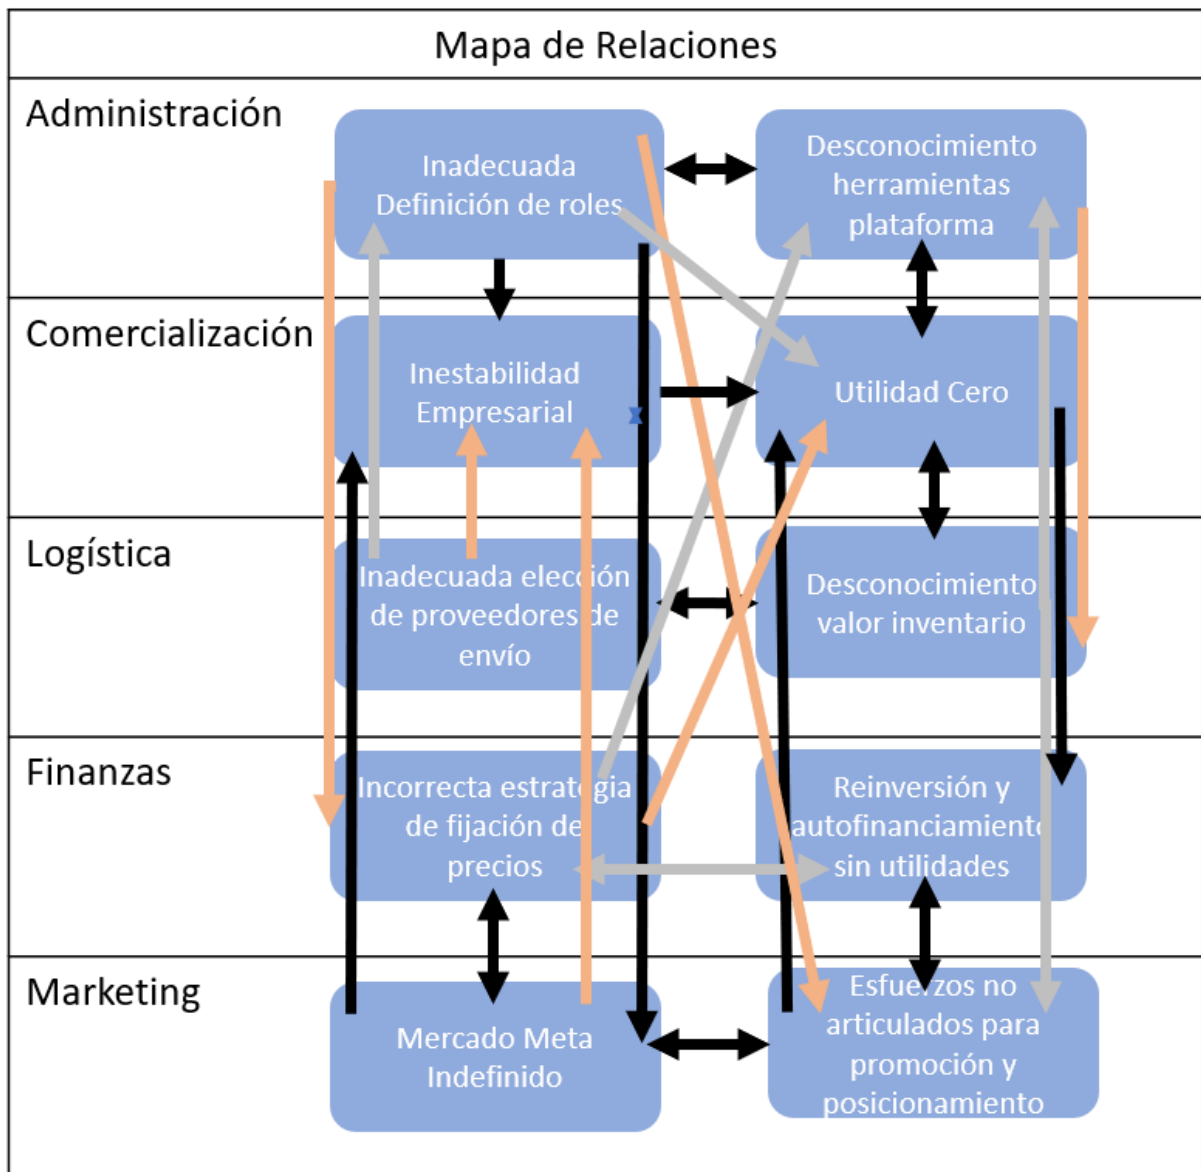 Mapa de Relaciones
Administración
Inadecuada
Definición de roles
Desconocimiento
herramientas
plataforma
Comercialización
Inestabilidad
Empresarial
Utilidad Cero
Logística
Inadecuada elección
de proveedores de
envío
Desconocimiento
valor inventario
Finanzas
Incorrecta estrategia
de fijación de
precios
Reinversión y
autofinanciamiento
sin utilidades
Marketing
Mercado Meta
Indefinido
Esfuerzos no
articulados para
promoción y
posicionamiento